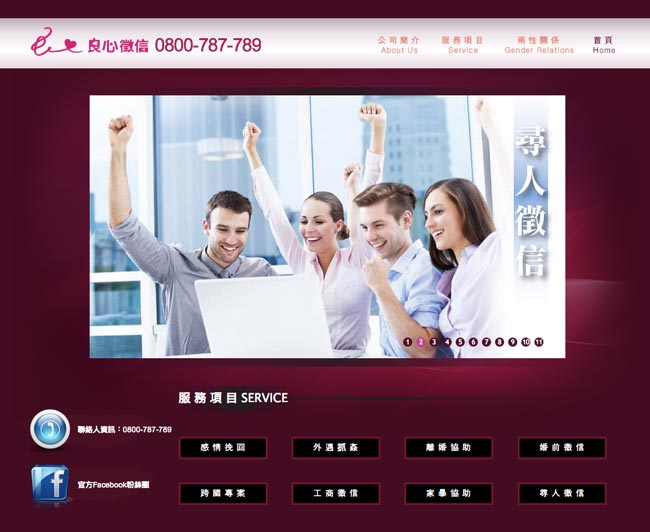 良心徵信 0800-787-789
公司簡介 服務項目 兩性關係 首頁
About Us Service Gender Relations Home
尋人徵信
1 2 3 4 5 6 7 8 9 10 11
服務項目 SERVICE
聯絡人資訊：0800-787-789
官方Facebook粉絲團
感情挽回 外遇抓姦 離婚協助 婚前徵信
跨國專案 工商徵信 家暴協助 尋人徵信